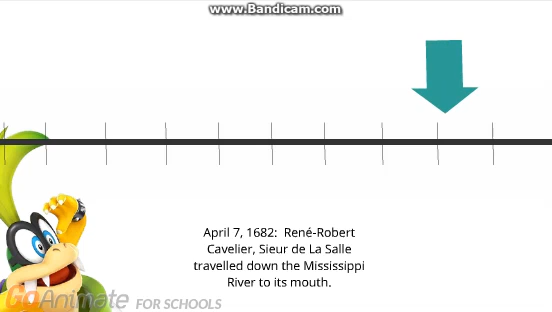 www.Bandicam.com
April 7, 1682:  René-Robert
Cavelier, Sieur de La Salle
travelled down the Mississippi
River to its mouth.
GoAnimate FOR SCHOOLS